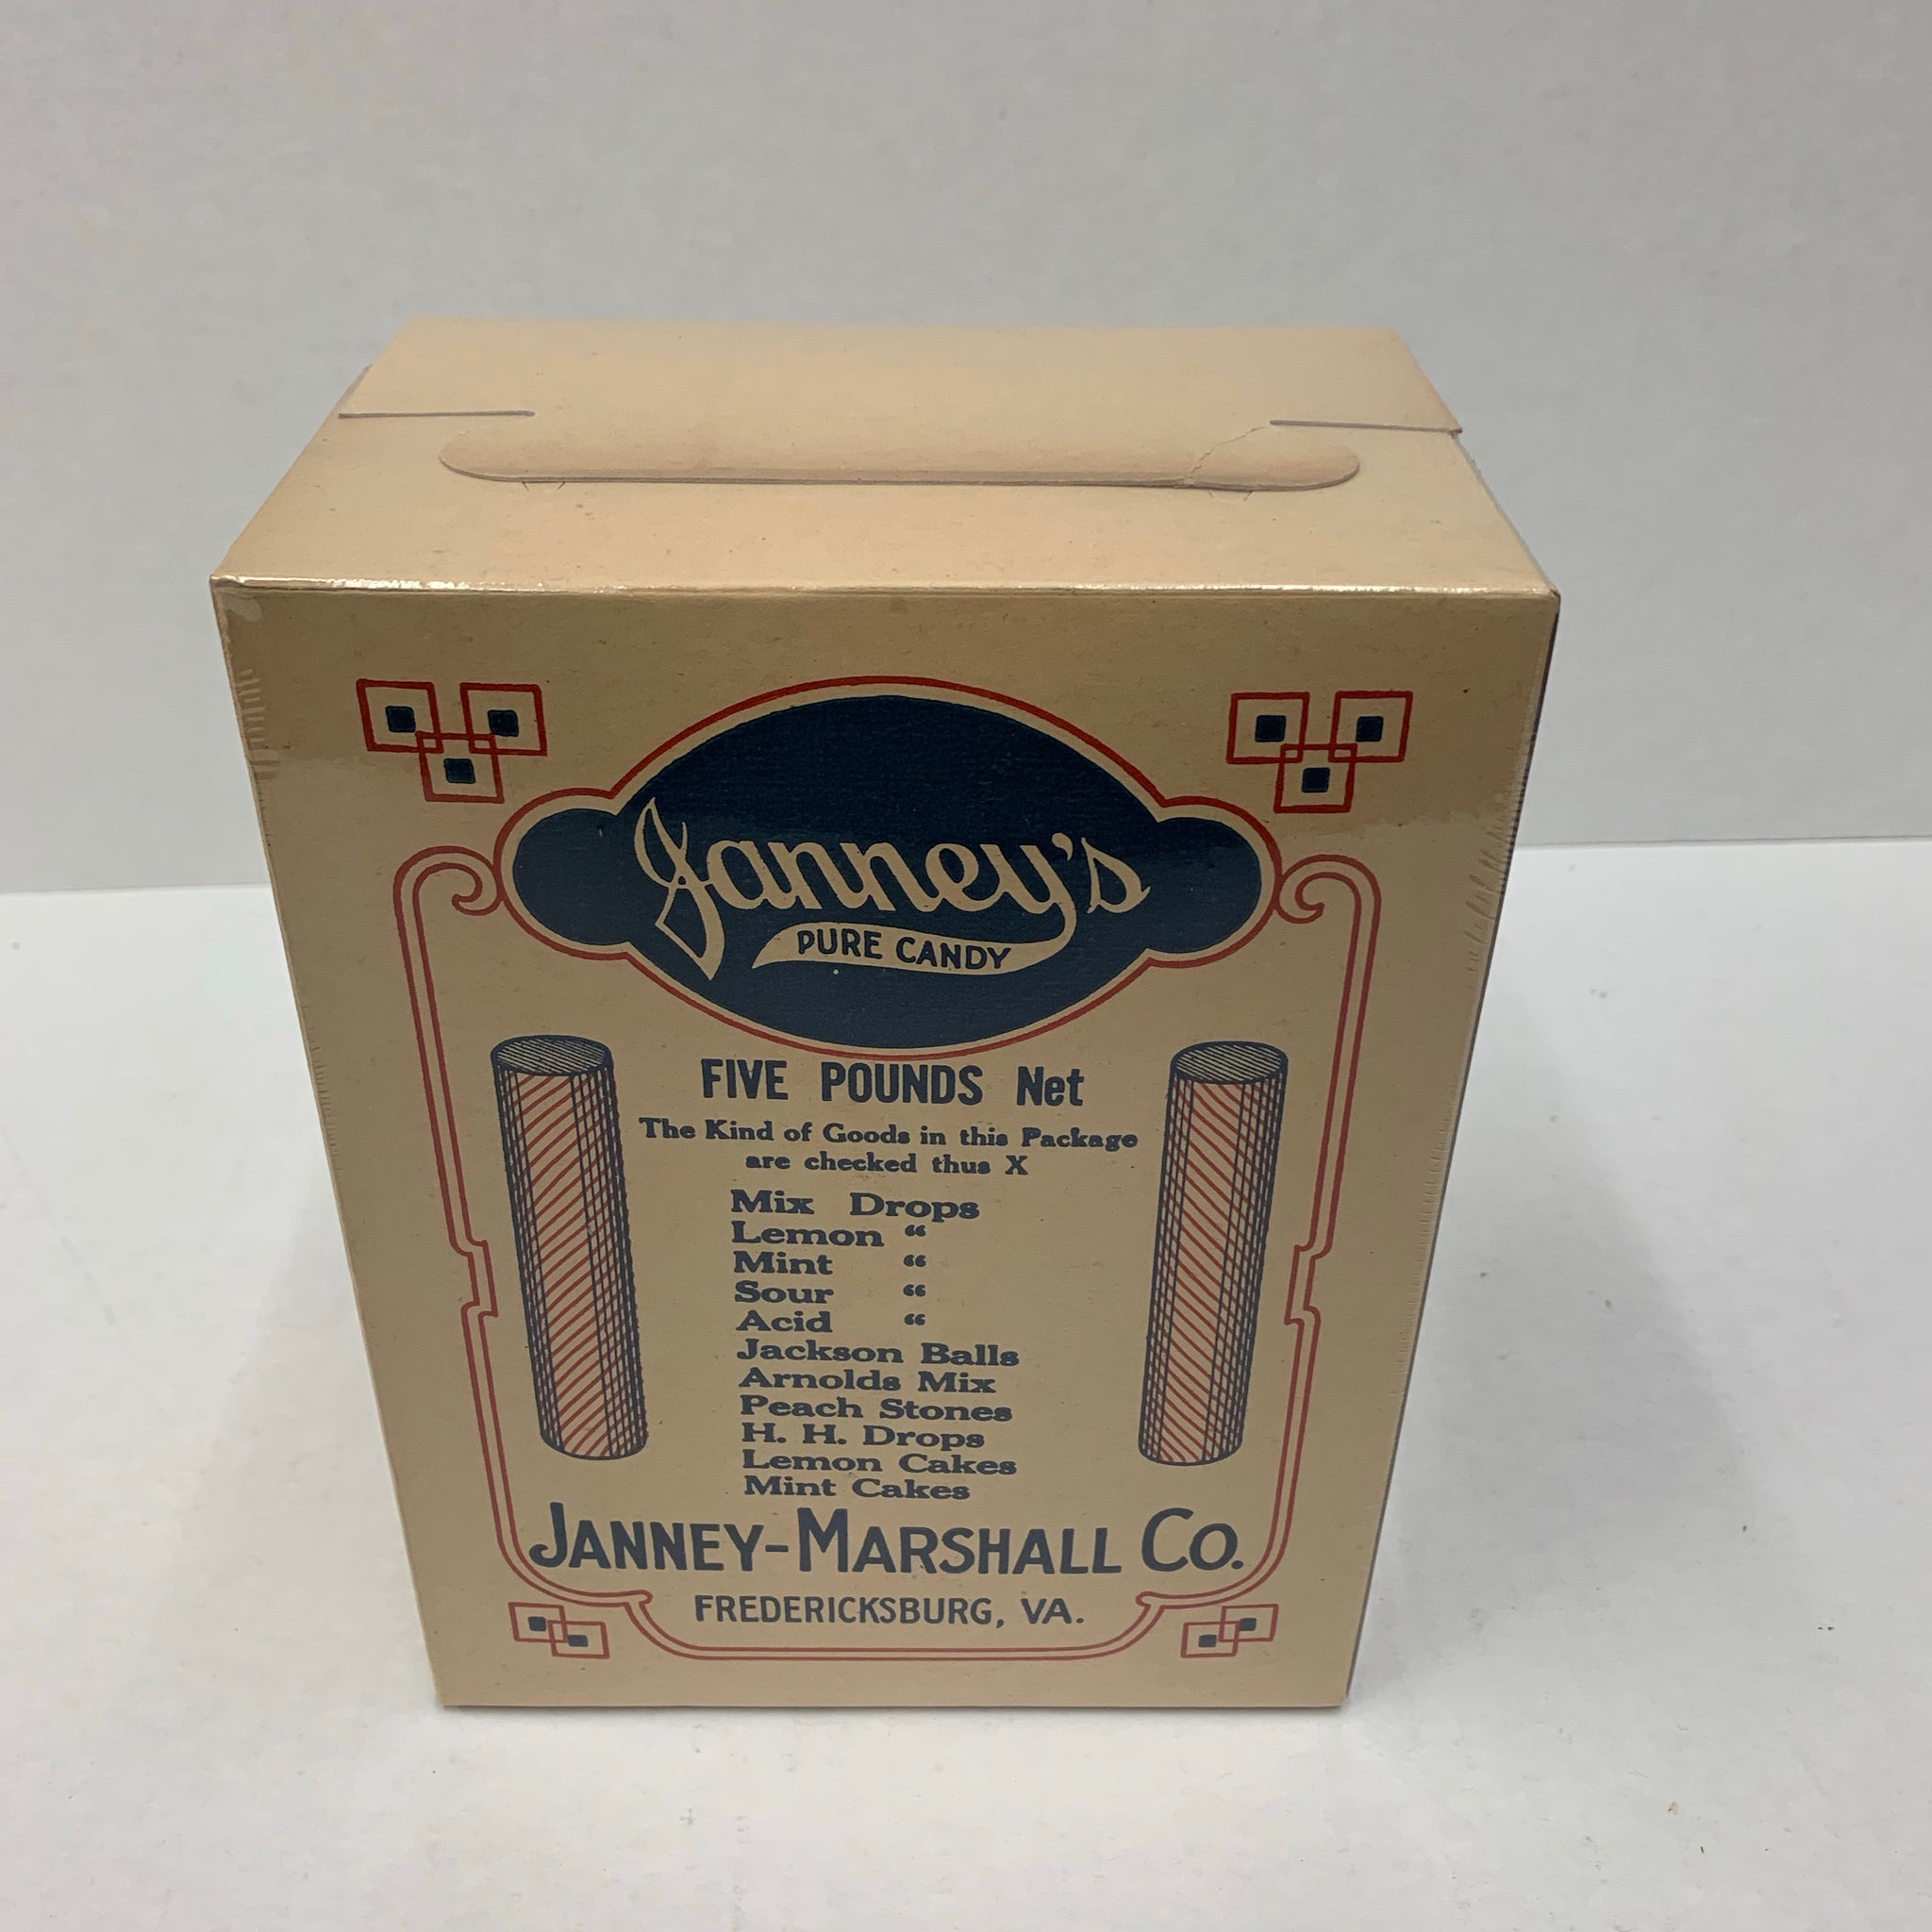 Janney's
PURE CANDY
FIVE POUNDS Net
The Kind of Goods in this Package
are checked thus X
Mix Drops
Lemon “
Mint “
Sour “
Acid “
Jackson Balls
Arnolds Mix
Peach Stones
H. H. Drops
Lemon Cakes
Mint Cakes
JANNEY-MARSHALL CO.
FREDERICKSBURG, VA.